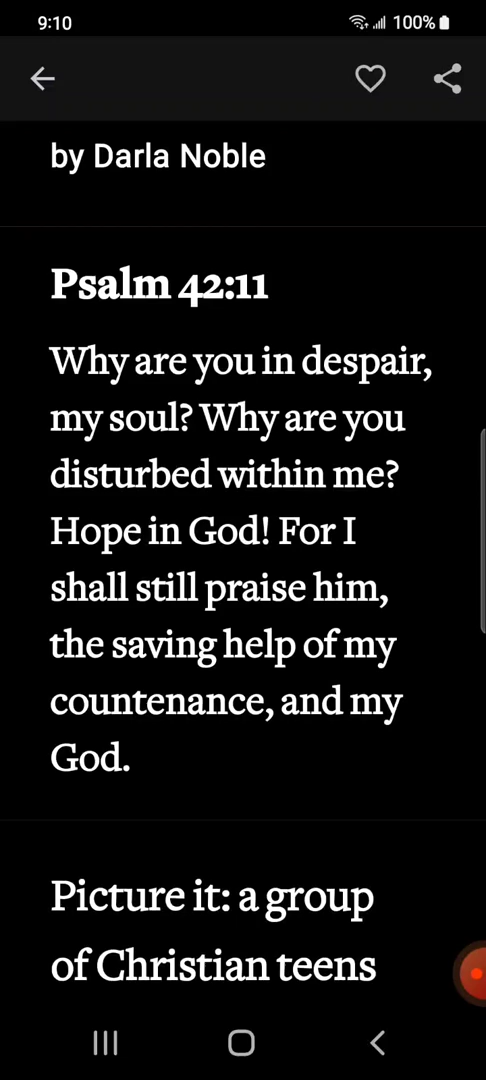 9:10
100%
by Darla Noble
Psalm 42:11
Why are you in despair,
my soul? Why are you
disturbed within me?
Hope in God! For I
shall still praise him,
the saving help of my
countenance, and my
God.
Picture it: a group
of Christian teens